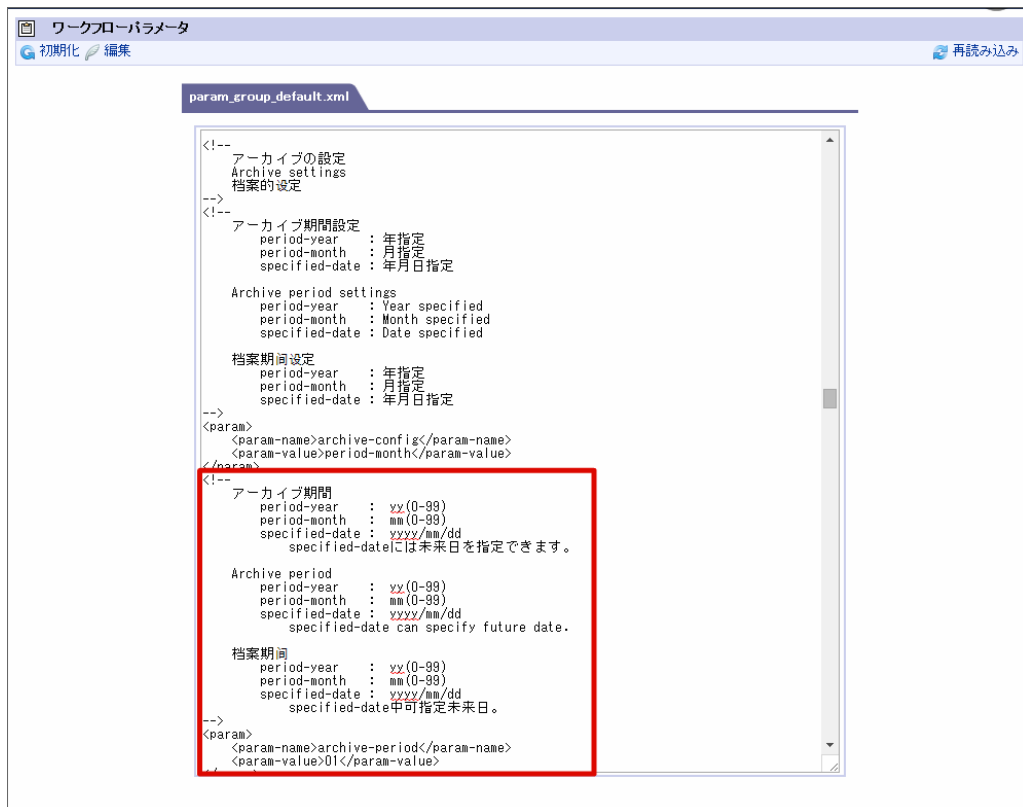 ワークフローパラメータ
初期化 編集 再読み込み
param_group_default.xml
<!--
アーカイブの設定
Archive settings
档案的设定
-->
<!--
アーカイブ期間設定
period-year : 年指定
period-month : 月指定
specified-date : 年月日指定
Archive period settings
period-year : Year specified
period-month : Month specified
specified-date : Date specified
档案期间设定
period-year : 年指定
period-month : 月指定
specified-date : 年月日指定
-->
<param>
<param-name>archive-config</param-name>
<param-value>period-month</param-value>
</param>
<!--
アーカイブ期間
period-year : yy(0-99)
period-month : mm(0-99)
specified-date : yyyy/mm/dd
specified-dateには未来日を指定できます。
Archive period
period-year : yy(0-99)
period-month : mm(0-99)
specified-date : yyyy/mm/dd
specified-date can specify future date.
档案期间
period-year : yy(0-99)
period-month : mm(0-99)
specified-date : yyyy/mm/dd
specified-date中可指定未来日。
-->
<param>
<param-name>archive-period</param-name>
<param-value>01</param-value>